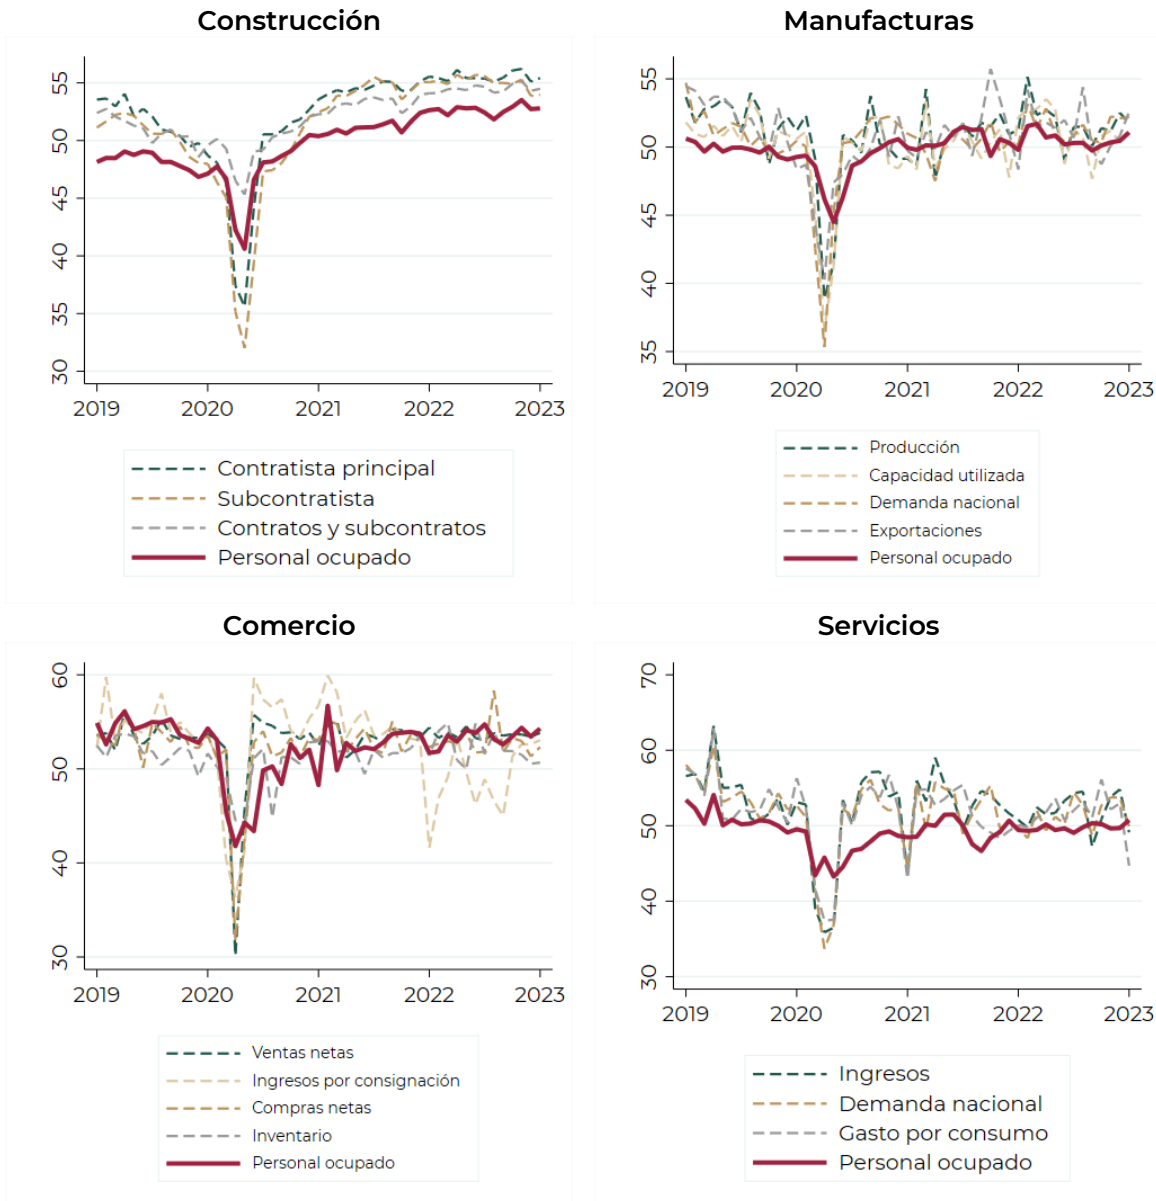 Construcción
55
50
45
40
35
30
2019 2020 2021 2022 2023
Contratista principal
Subcontratista
Contratos y subcontratos
Personal ocupado
Manufacturas
55
50
45
40
35
2019 2020 2021 2022 2023
Producción
Capacidad utilizada
Demanda nacional
Exportaciones
Personal ocupado
Comercio
60
50
40
30
2019 2020 2021 2022 2023
Ventas netas
Ingresos por consignación
Compras netas
Inventario
Personal ocupado
Servicios
70
60
50
40
30
2019 2020 2021 2022 2023
Ingresos
Demanda nacional
Gasto por consumo
Personal ocupado